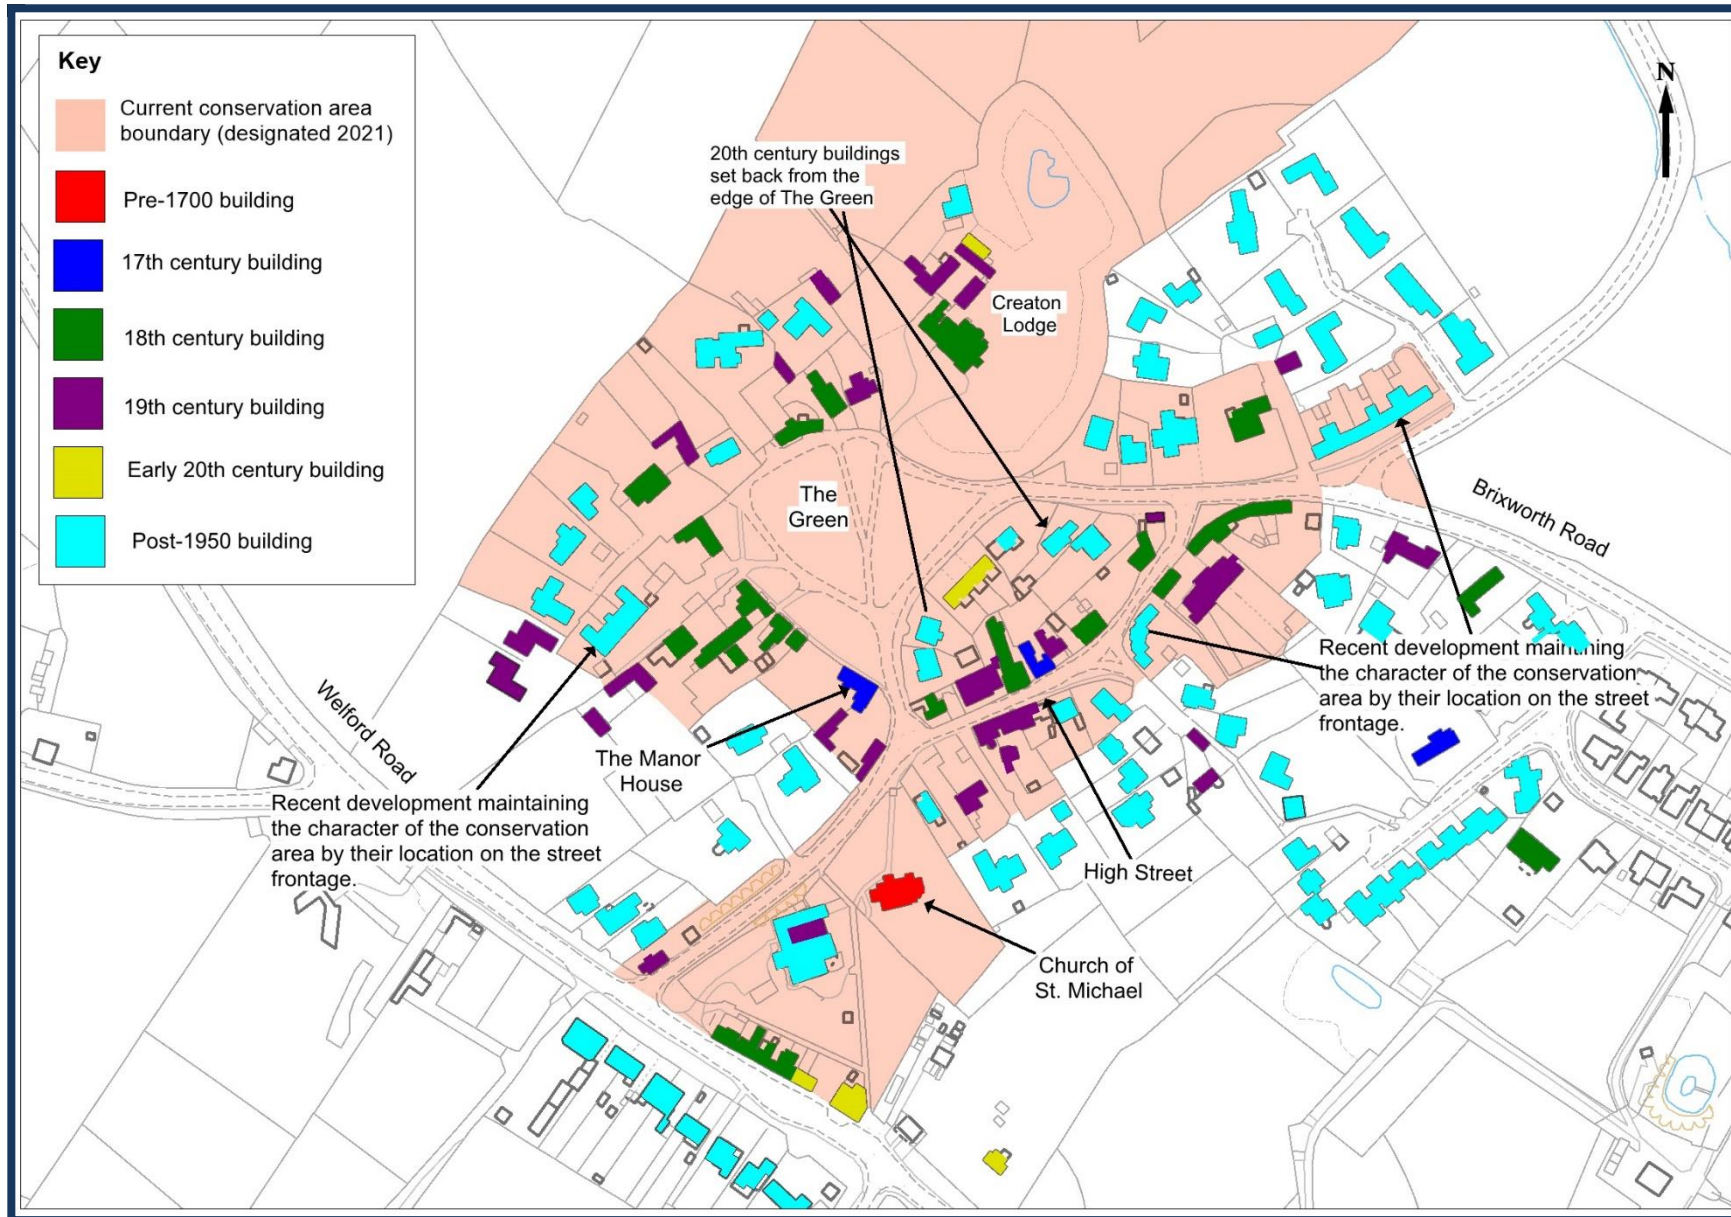 Key
Current conservation area
boundary (designated 2021)
Pre-1700 building
17th century building
18th century building
19th century building
Early 20th century building
Post-1950 building
N
20th century buildings
set back from the
edge of The Green
Creaton
Lodge
The
Green
Brixworth Road
Recent development maintaining
the character of the conservation
area by their location on the street
frontage.
Welford Road
The Manor
House
Recent development maintaining
the character of the conservation
area by their location on the street
frontage.
High Street
Church of
St. Michael